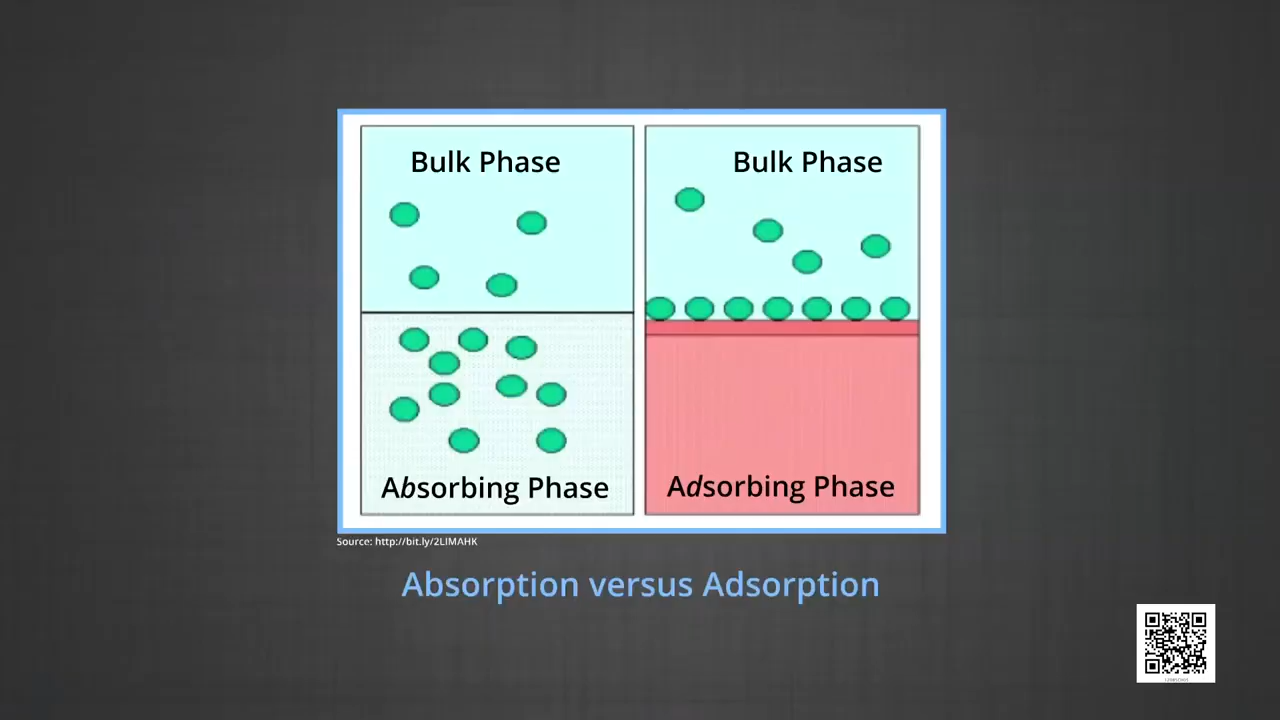 Bulk Phase
Absorbing Phase
Bulk Phase
Adsorbing Phase
Source: http://bit.ly/2LIMAHK
Absorption versus Adsorption